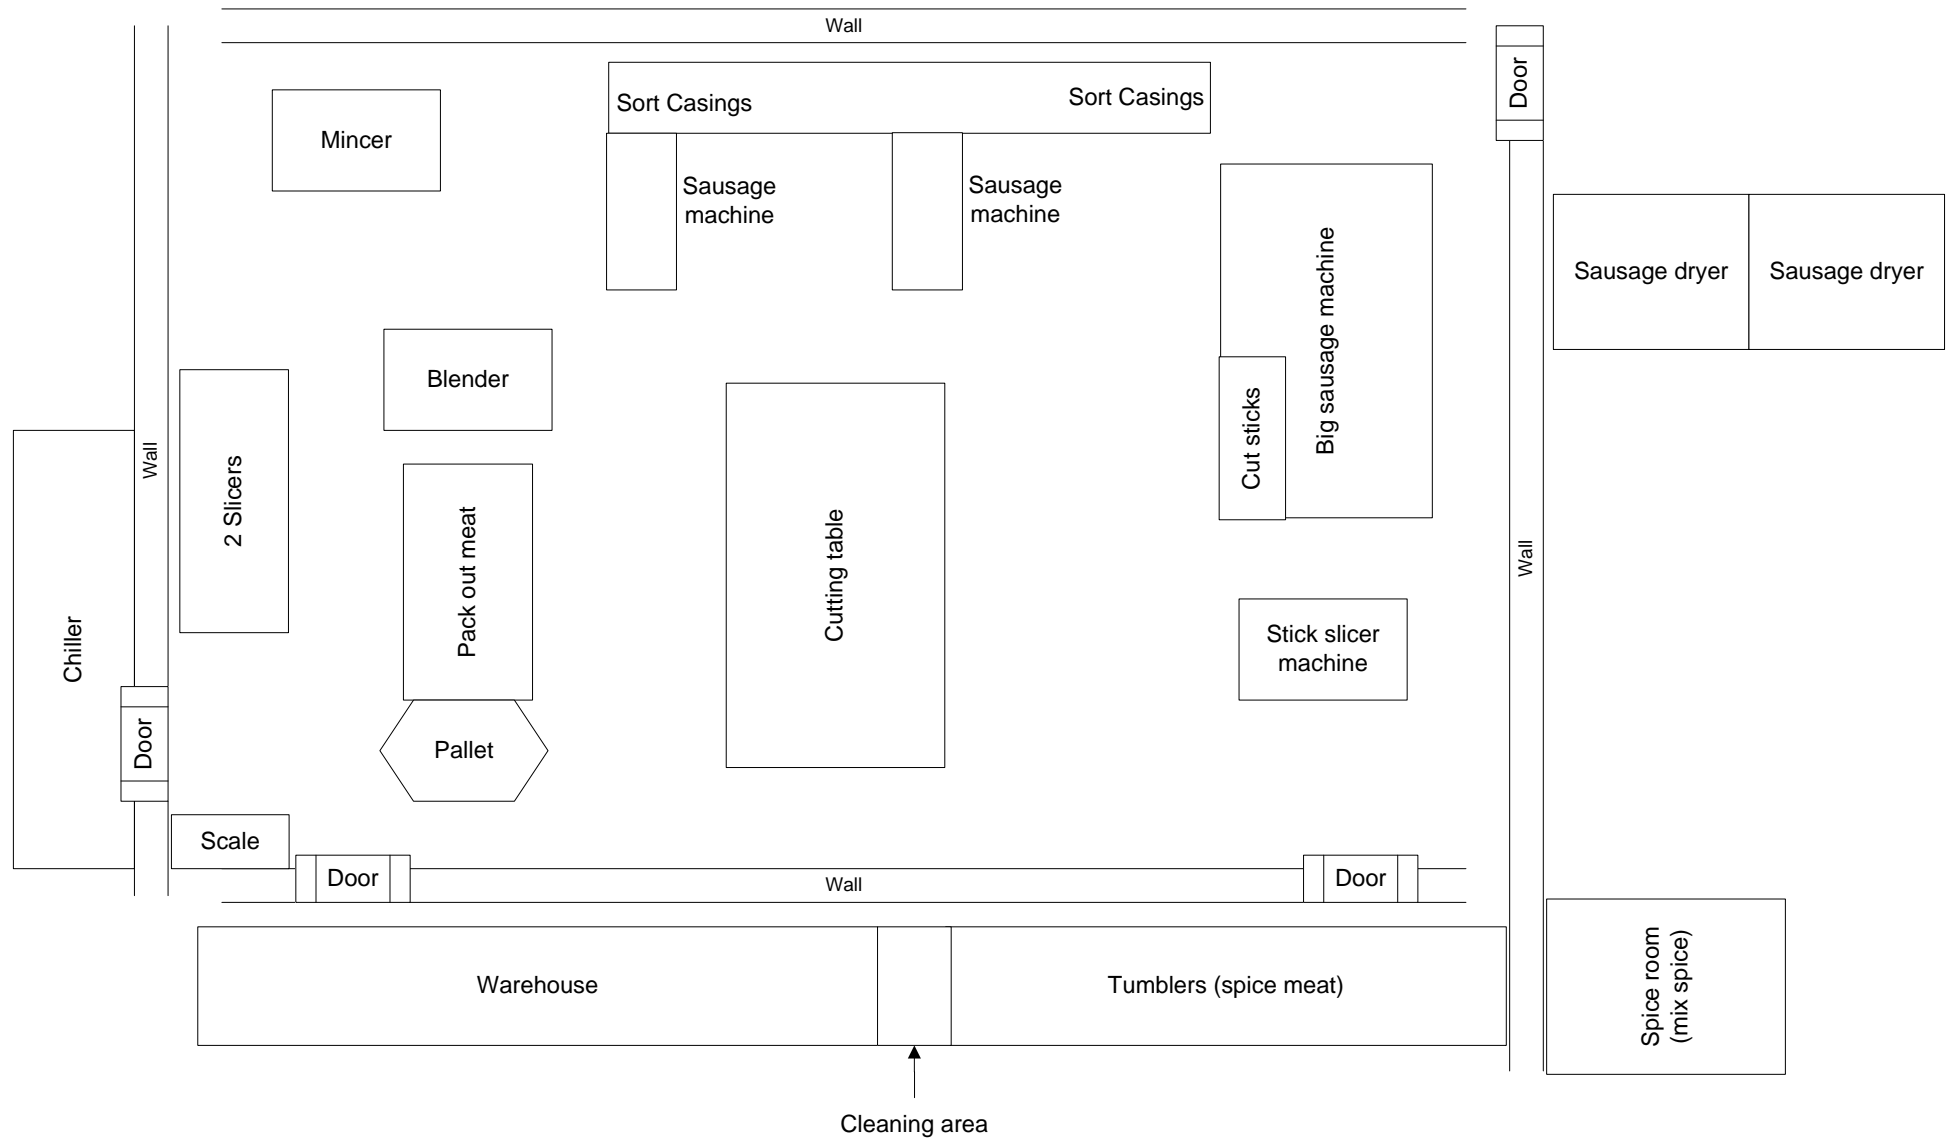 Wall
Door
Sort Casings
Sort Casings
Mincer
Sausage
machine
Sausage
machine
Big sausage machine
Sausage dryer
Sausage dryer
Blender
Cut sticks
Wall
2 Slicers
Pack out meat
Cutting table
Wall
Chiller
Stick slicer
machine
Door
Pallet
Scale
Door
Wall
Door
Warehouse
Tumblers (spice meat)
Spice room
(mix spice)
Cleaning area